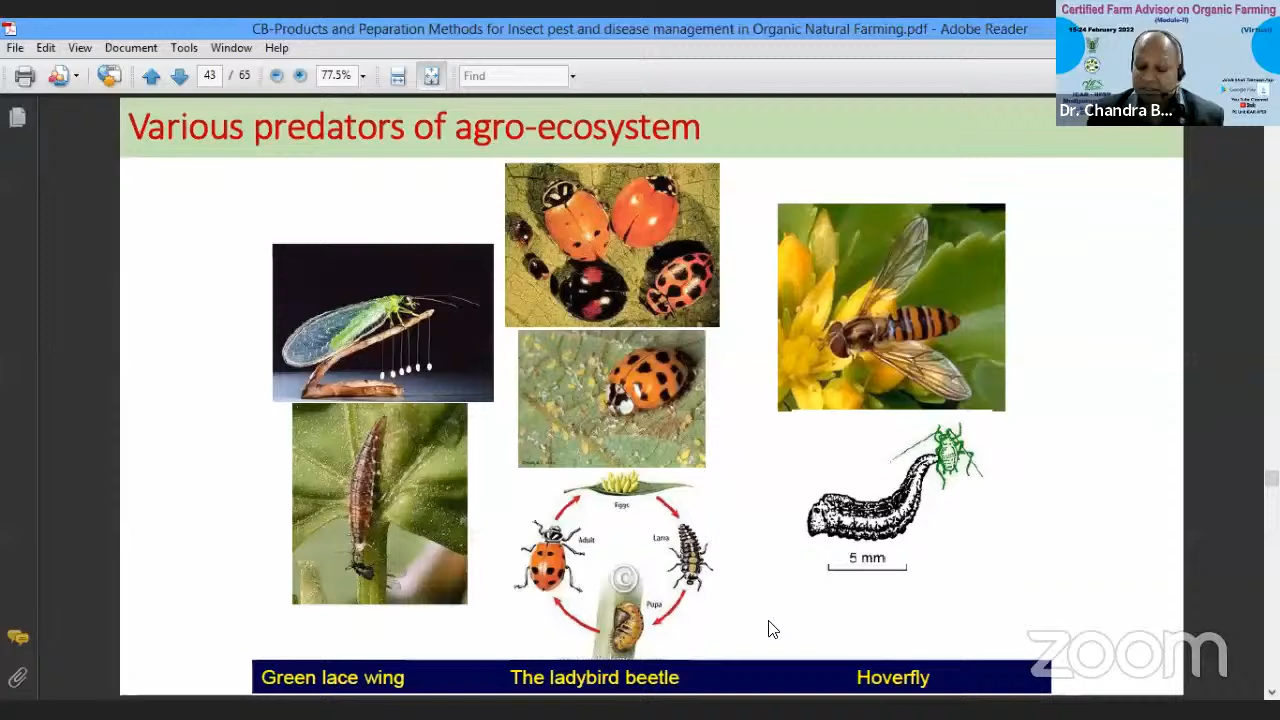 CB-Products and Peparation Methods for Insect pest and disease management in Organic Natural Farming.pdf - Adobe Reader
File Edit View Document Tools Window Help
43 / 65 77.5% Find
Certified Farm Advisor on Organic Farming
(Module-II)
15-24 February 2022 (Virtual)
Dr. Chandra B...
Various predators of agro-ecosystem
Eggs
Adult
Larva
Pupa
©
5 mm
Green lace wing The ladybird beetle Hoverfly
zoom